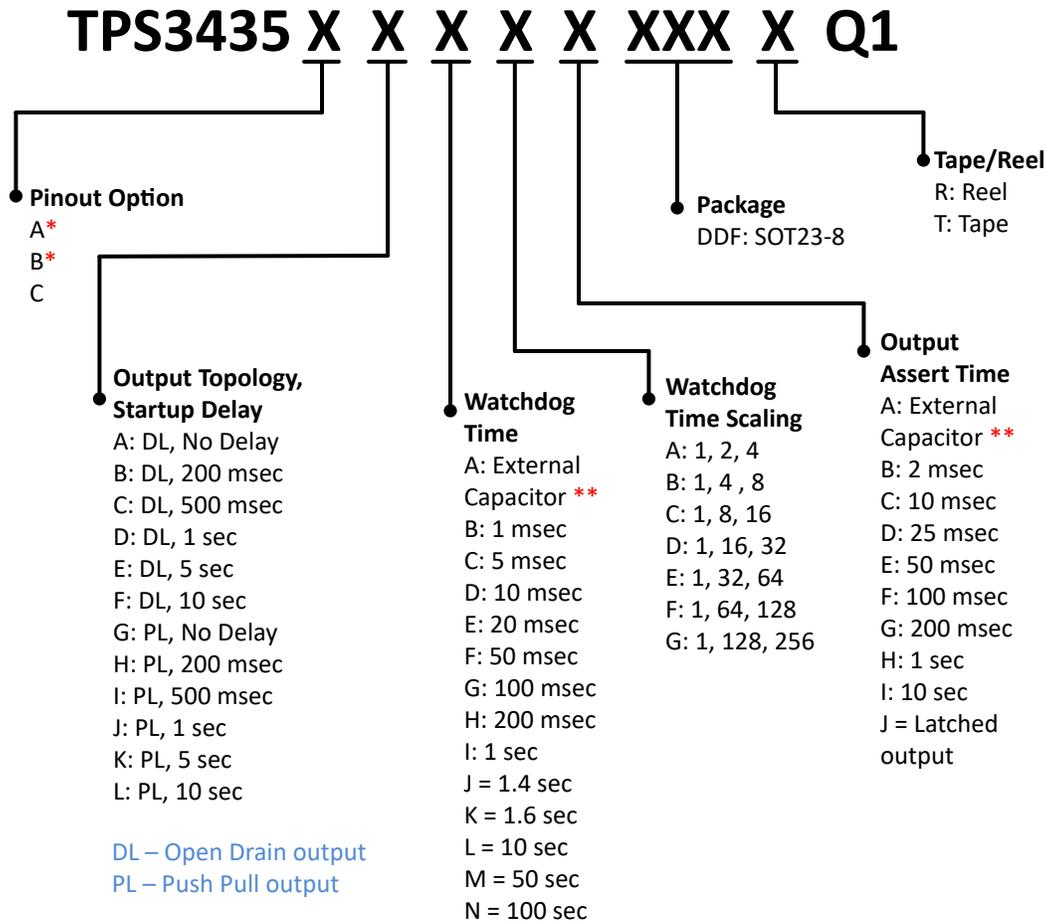 TPS3435 X X X X X XXX X Q1
Pinout Option
A*
B*
C
Output Topology,
Startup Delay
A: DL, No Delay
B: DL, 200 msec
C: DL, 500 msec
D: DL, 1 sec
E: DL, 5 sec
F: DL, 10 sec
G: PL, No Delay
H: PL, 200 msec
I: PL, 500 msec
J: PL, 1 sec
K: PL, 5 sec
L: PL, 10 sec
DL – Open Drain output
PL – Push Pull output
Watchdog
Time
A: External
Capacitor **
B: 1 msec
C: 5 msec
D: 10 msec
E: 20 msec
F: 50 msec
G: 100 msec
H: 200 msec
I: 1 sec
J = 1.4 sec
K = 1.6 sec
L = 10 sec
M = 50 sec
N = 100 sec
Watchdog
Time Scaling
A: 1, 2, 4
B: 1, 4 , 8
C: 1, 8, 16
D: 1, 16, 32
E: 1, 32, 64
F: 1, 64, 128
G: 1, 128, 256
Package
DDF: SOT23-8
Output
Assert Time
A: External
Capacitor **
B: 2 msec
C: 10 msec
D: 25 msec
E: 50 msec
F: 100 msec
G: 200 msec
H: 1 sec
I: 10 sec
J = Latched
output
Tape/Reel
R: Reel
T: Tape